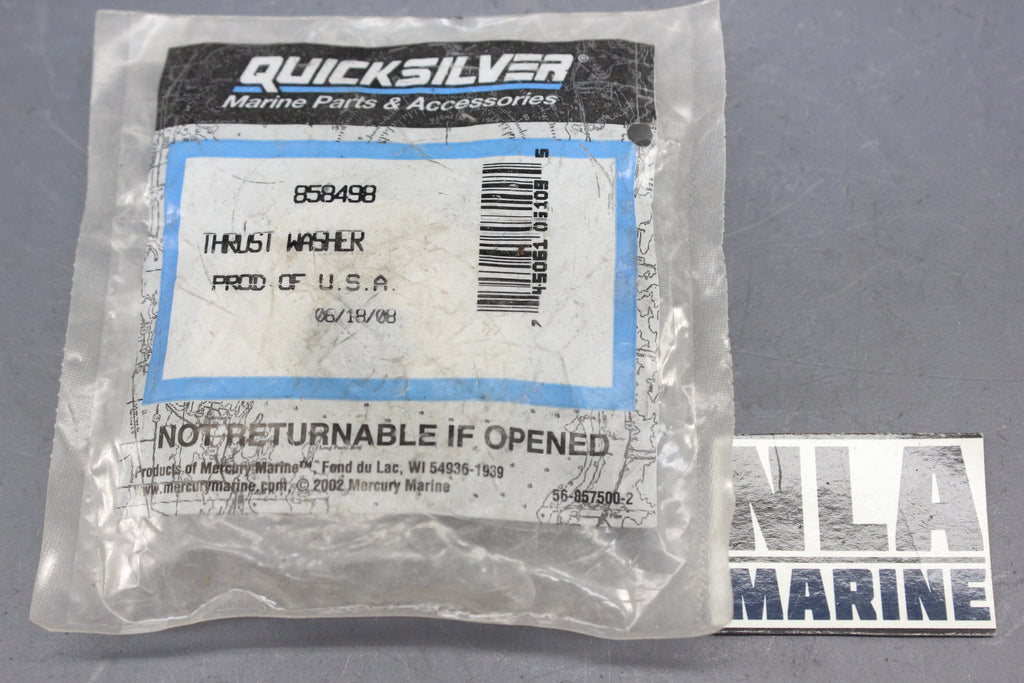 QUICKSILVER®
Marine Parts & Accessories
858498
THRUST WASHER
PROD OF U.S.A.
06/18/08
7 45061 05109 5
NOT RETURNABLE IF OPENED
Products of Mercury Marine™, Fond du Lac, WI 54936-1939
www.mercurymarine.com, © 2002 Mercury Marine
56-857500-2
NLA
MARINE